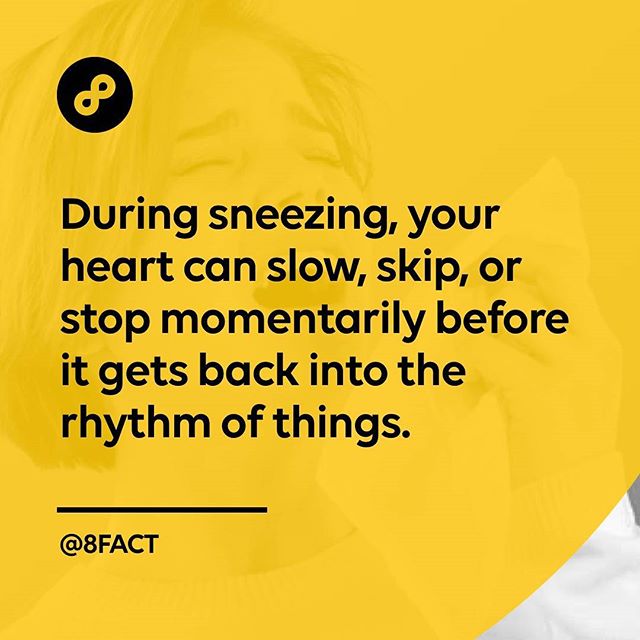 During sneezing, your
heart can slow, skip, or
stop momentarily before
it gets back into the
rhythm of things.
@8FACT